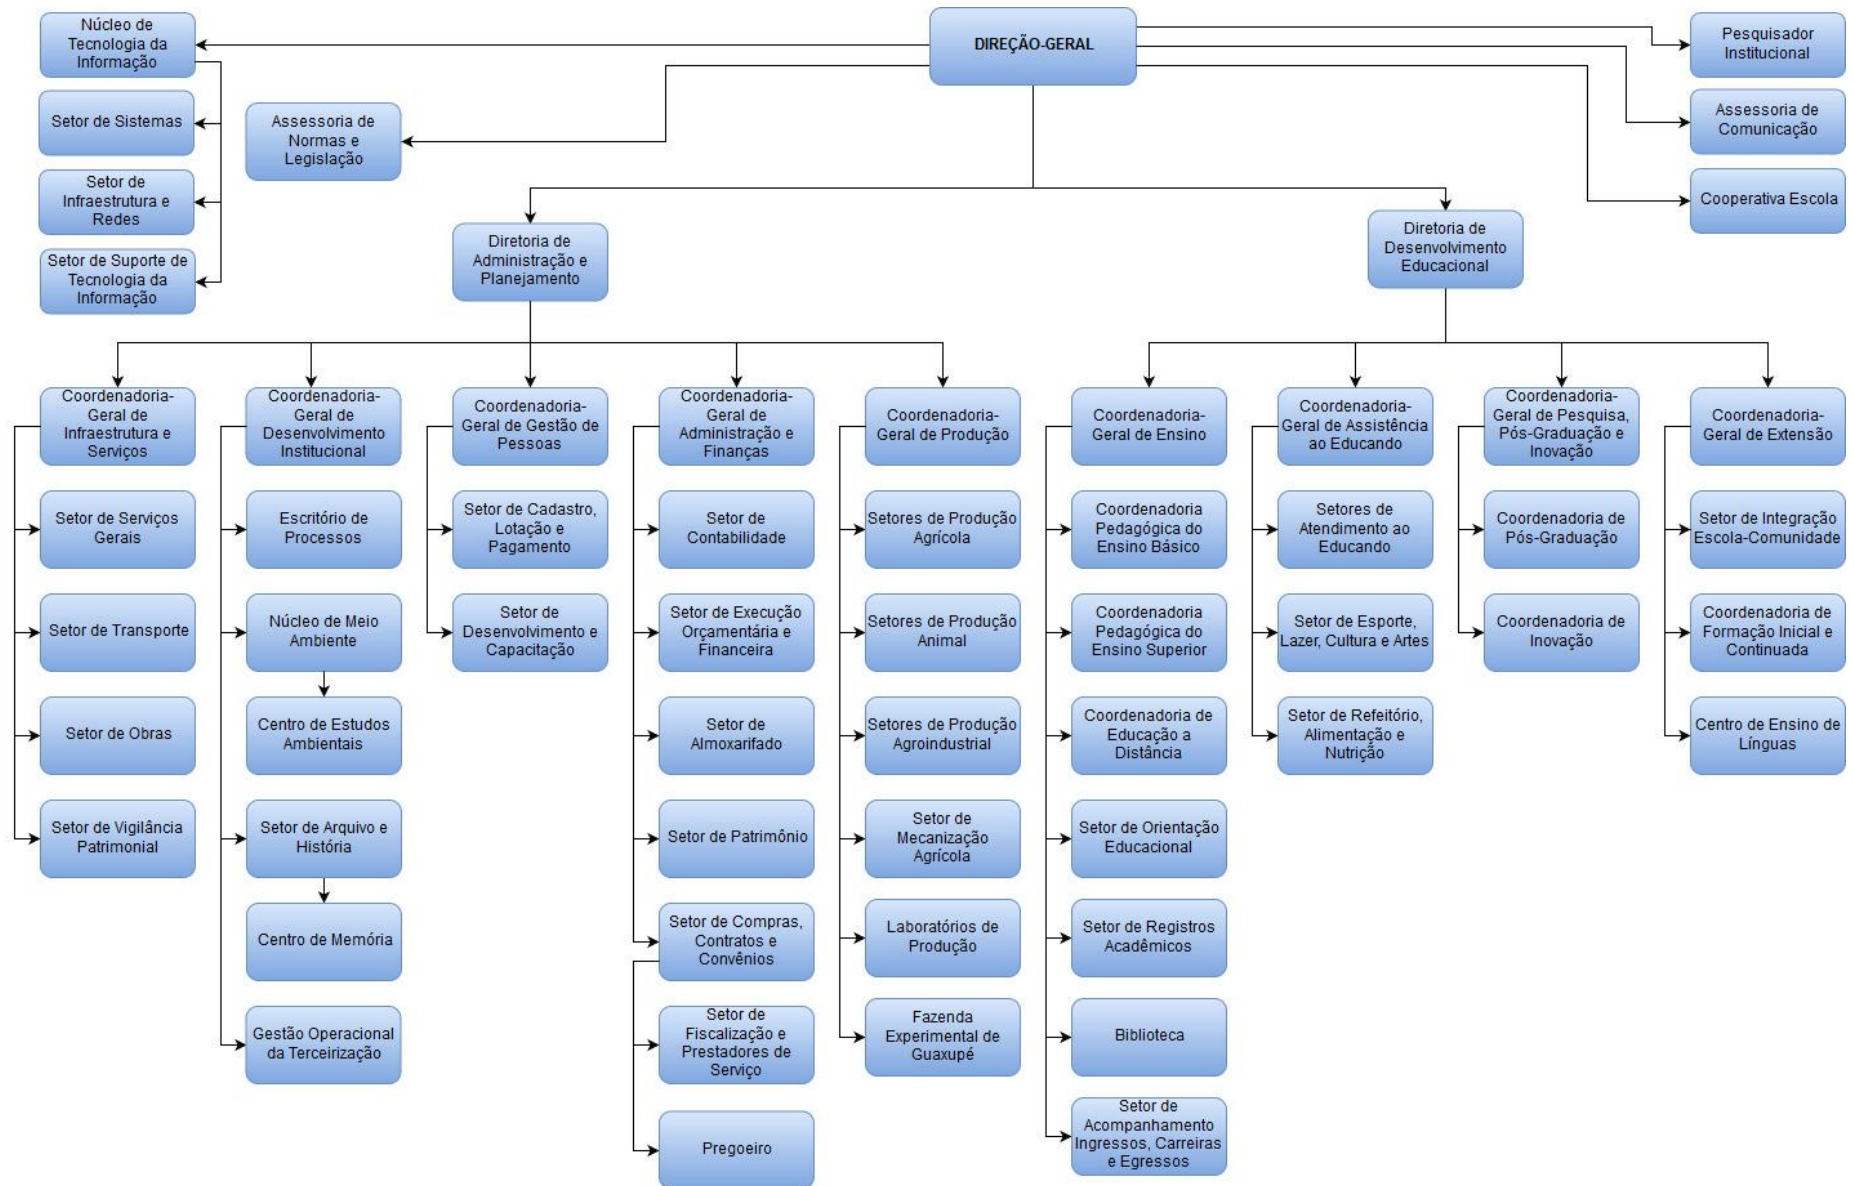 Núcleo de
Tecnologia da
Informação
DIREÇÃO-GERAL
Pesquisador
Institucional
Setor de Sistemas
Assessoria de
Normas e
Legislação
Assessoria de
Comunicação
Setor de
Infraestrutura e
Redes
Cooperativa Escola
Setor de Suporte de
Tecnologia da
Informação
Diretoria de
Administração e
Planejamento
Diretoria de
Desenvolvimento
Educacional
Coordenadoria-
Geral de
Infraestrutura e
Serviços
Coordenadoria-
Geral de
Desenvolvimento
Institucional
Coordenadoria-
Geral de Gestão de
Pessoas
Coordenadoria-
Geral de
Administração e
Finanças
Coordenadoria-
Geral de Produção
Coordenadoria-
Geral de Ensino
Coordenadoria-
Geral de Assistência
ao Educando
Coordenadoria-
Geral de Pesquisa,
Pós-Graduação e
Inovação
Coordenadoria-
Geral de Extensão
Setor de Serviços
Gerais
Escritório de
Processos
Setor de Cadastro,
Lotação e
Pagamento
Setor de
Contabilidade
Setores de Produção
Agrícola
Coordenadoria
Pedagógica do
Ensino Básico
Setores de
Atendimento ao
Educando
Coordenadoria de
Pós-Graduação
Setor de Integração
Escola-Comunidade
Setor de Transporte
Núcleo de Meio
Ambiente
Setor de
Desenvolvimento e
Capacitação
Setor de Execução
Orçamentária e
Financeira
Setores de Produção
Animal
Coordenadoria
Pedagógica do
Ensino Superior
Setor de Esporte,
Lazer, Cultura e Artes
Coordenadoria de
Inovação
Coordenadoria de
Formação Inicial e
Continuada
Setor de Obras
Centro de Estudos
Ambientais
Setor de
Almoxarifado
Setores de Produção
Agroindustrial
Coordenadoria de
Educação a
Distância
Setor de Refeitório,
Alimentação e
Nutrição
Centro de Ensino de
Línguas
Setor de Vigilância
Patrimonial
Setor de Arquivo e
História
Setor de Patrimônio
Setor de
Mecanização
Agrícola
Setor de Orientação
Educacional
Centro de Memória
Setor de Compras,
Contratos e
Convênios
Laboratórios de
Produção
Setor de Registros
Acadêmicos
Gestão Operacional
da Terceirização
Setor de
Fiscalização e
Prestadores de
Serviço
Fazenda
Experimental de
Guaxupé
Biblioteca
Pregoeiro
Setor de
Acompanhamento
Ingressos, Carreiras
e Egressos